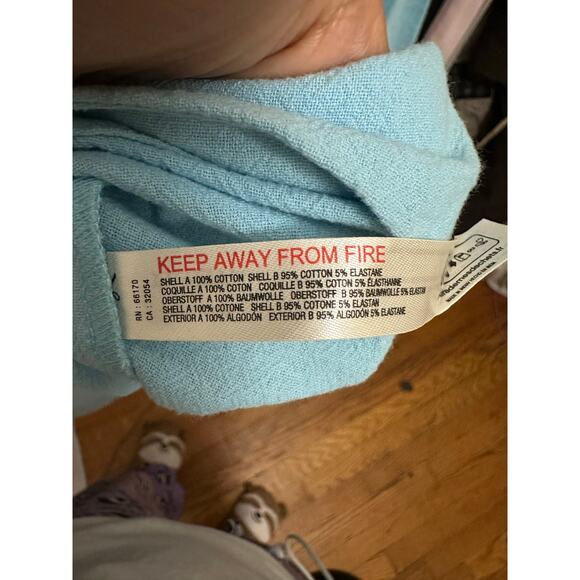 KEEP AWAY FROM FIRE
SHELL A 100% COTTON SHELL B 95% COTTON 5% ELASTANE
COQUILLE A 100% COTON COQUILLE B 95% COTON 5% ÉLASTHANNE
OBERSTOFF A 100% BAUMWOLLE OBERSTOFF B 95% BAUMWOLLE 5% ELASTAN
SHELL A 100% COTONE SHELL B 95% COTONE 5% ELASTAN
EXTERIOR A 100% ALGODÓN EXTERIOR B 95% ALGODÓN 5% ELASTANE
RN : 66170
CA : 32054